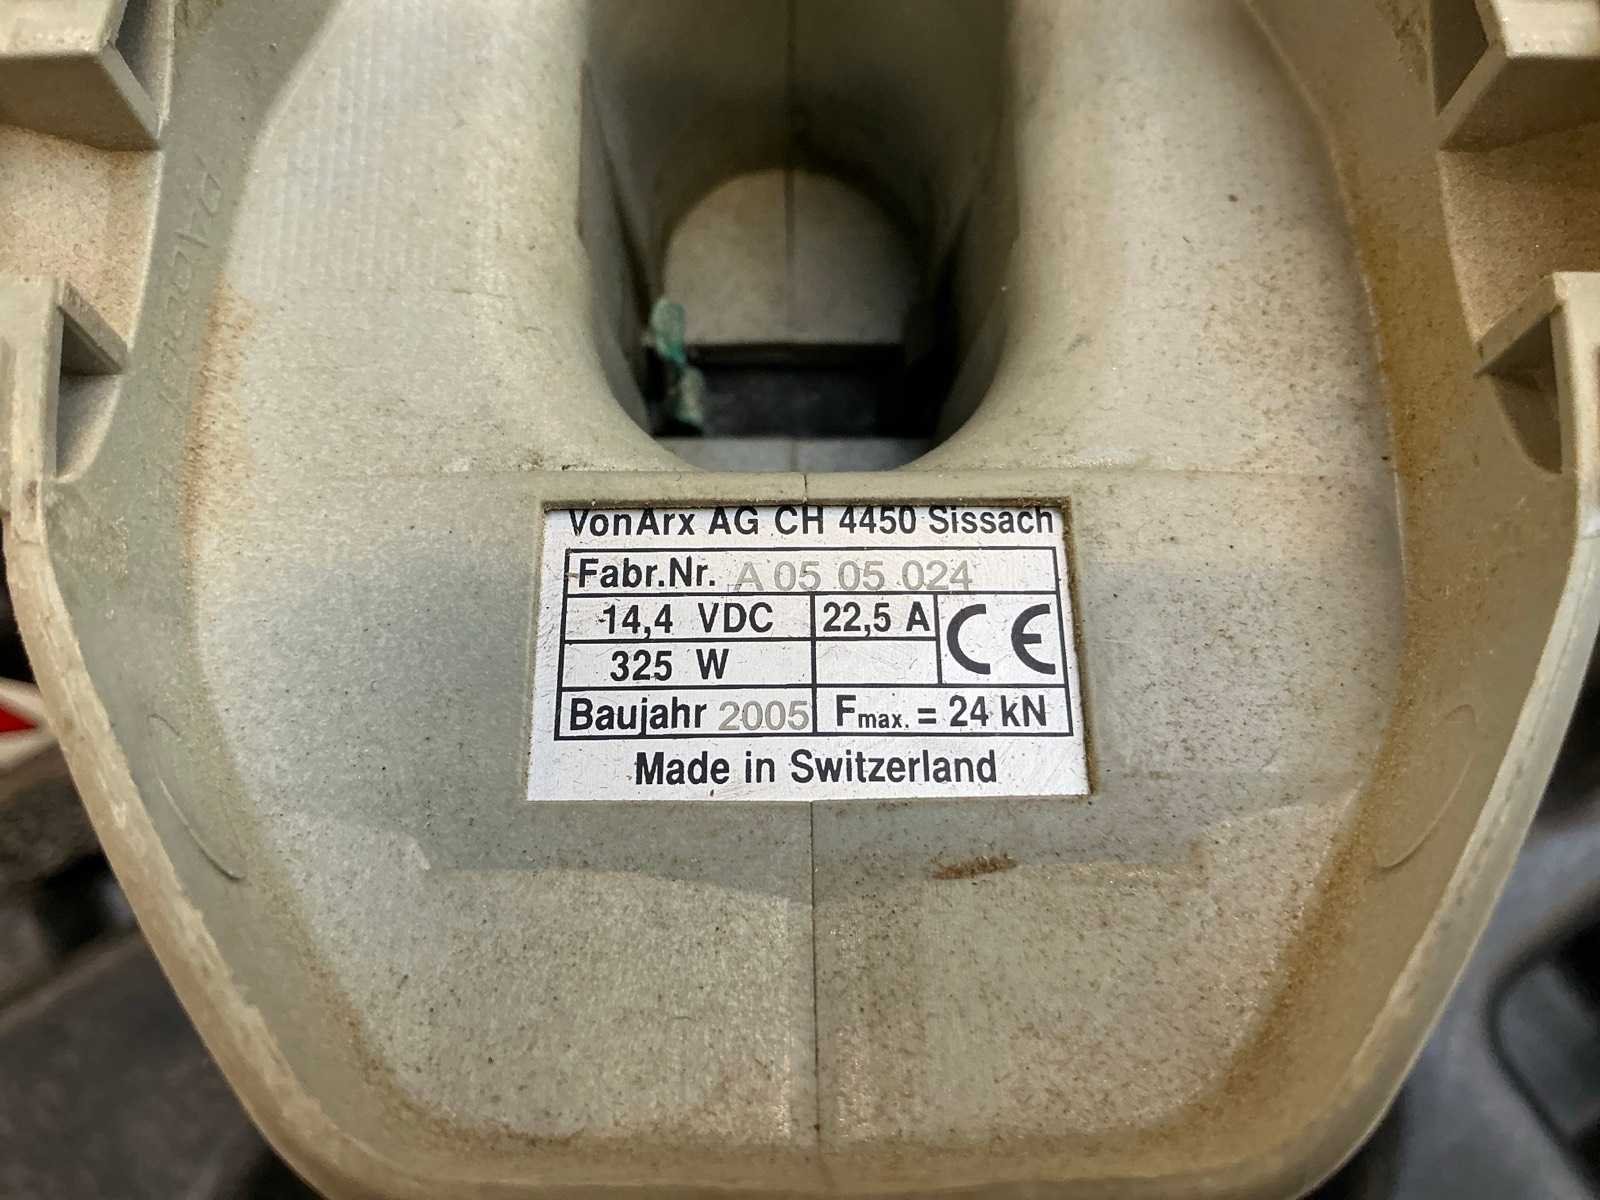 VonArx AG CH 4450 Sissach
Fabr.Nr. A 05 05 024
14,4 VDC 22,5 A CE
325 W
Baujahr 2005 Fmax. = 24 kN
Made in Switzerland